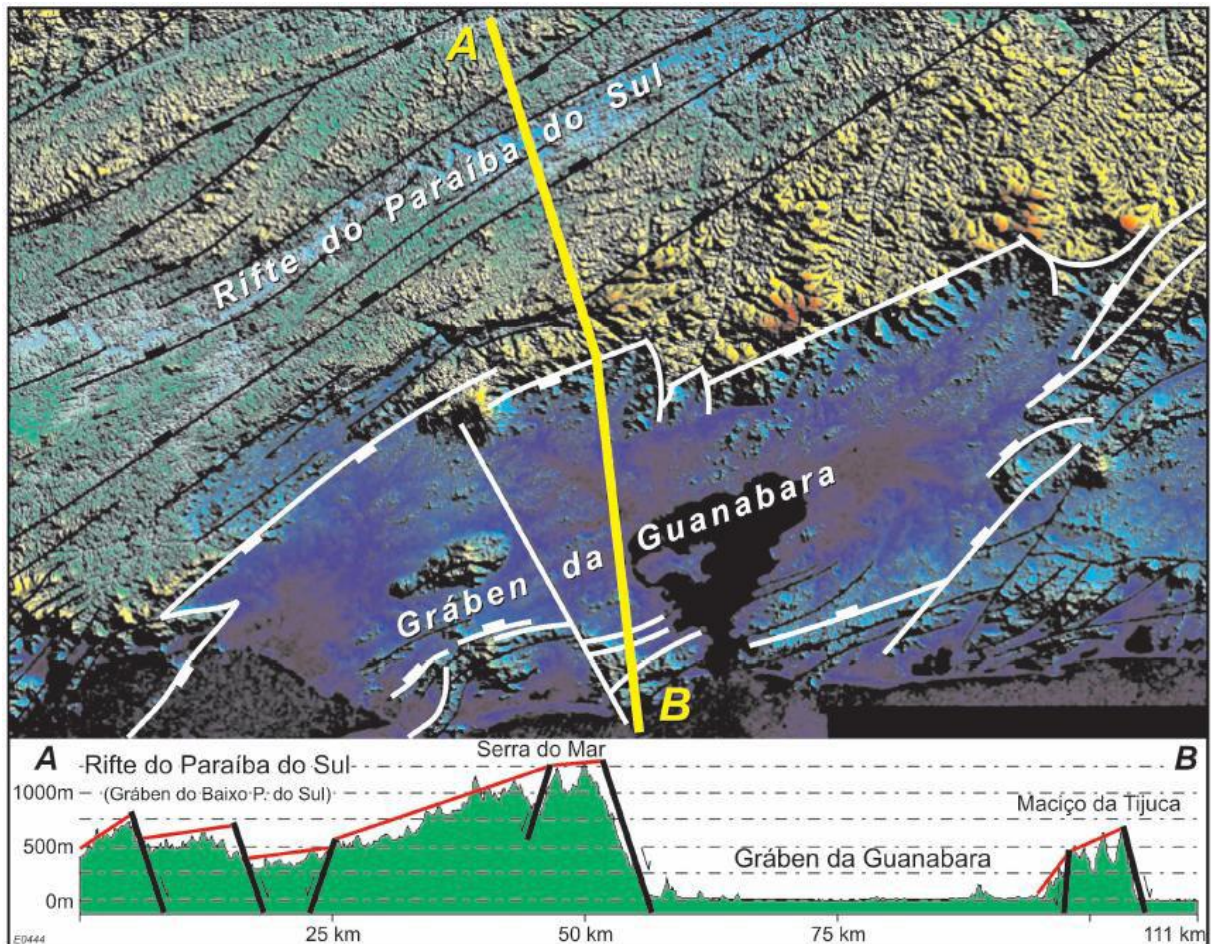 A
Rifte do Paraíba do Sul
Gráben da Guanabara
B
A
Rifte do Paraíba do Sul
(Gráben do Baixo P. do Sul)
Serra do Mar
B
1000m
Maciço da Tijuca
500m
Gráben da Guanabara
0m
25 km
50 km
75 km
111 km
E0444